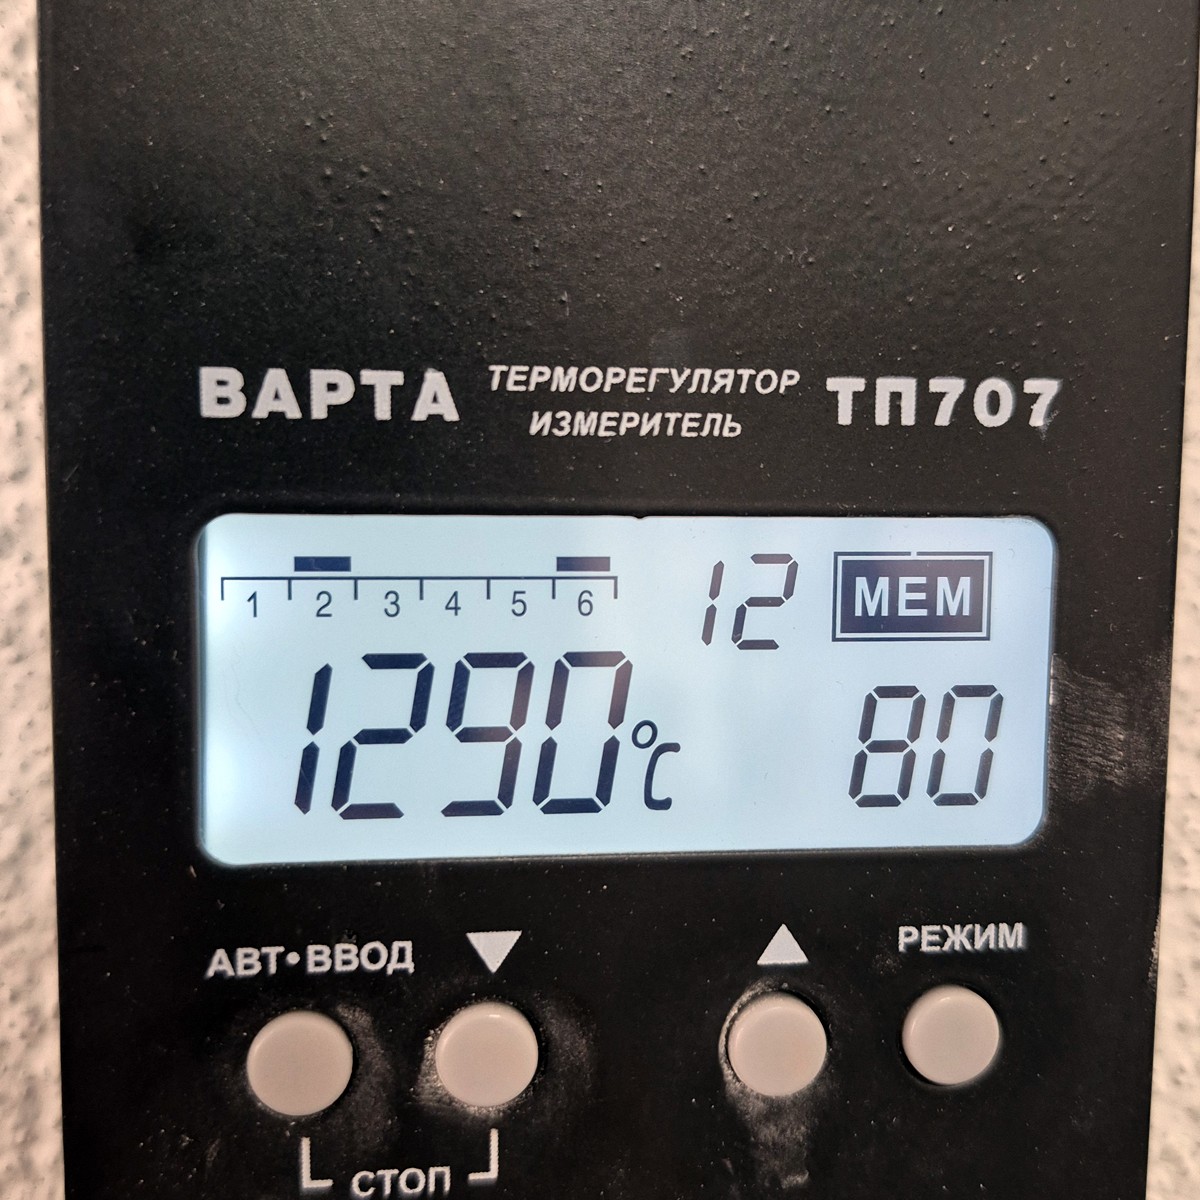 ВАРТА ТЕРМОРЕГУЛЯТОР ИЗМЕРИТЕЛЬ ТП707
1 2 3 4 5 6
12 MEM
1290°C 80
АВТ•ВВОД РЕЖИМ
СТОП